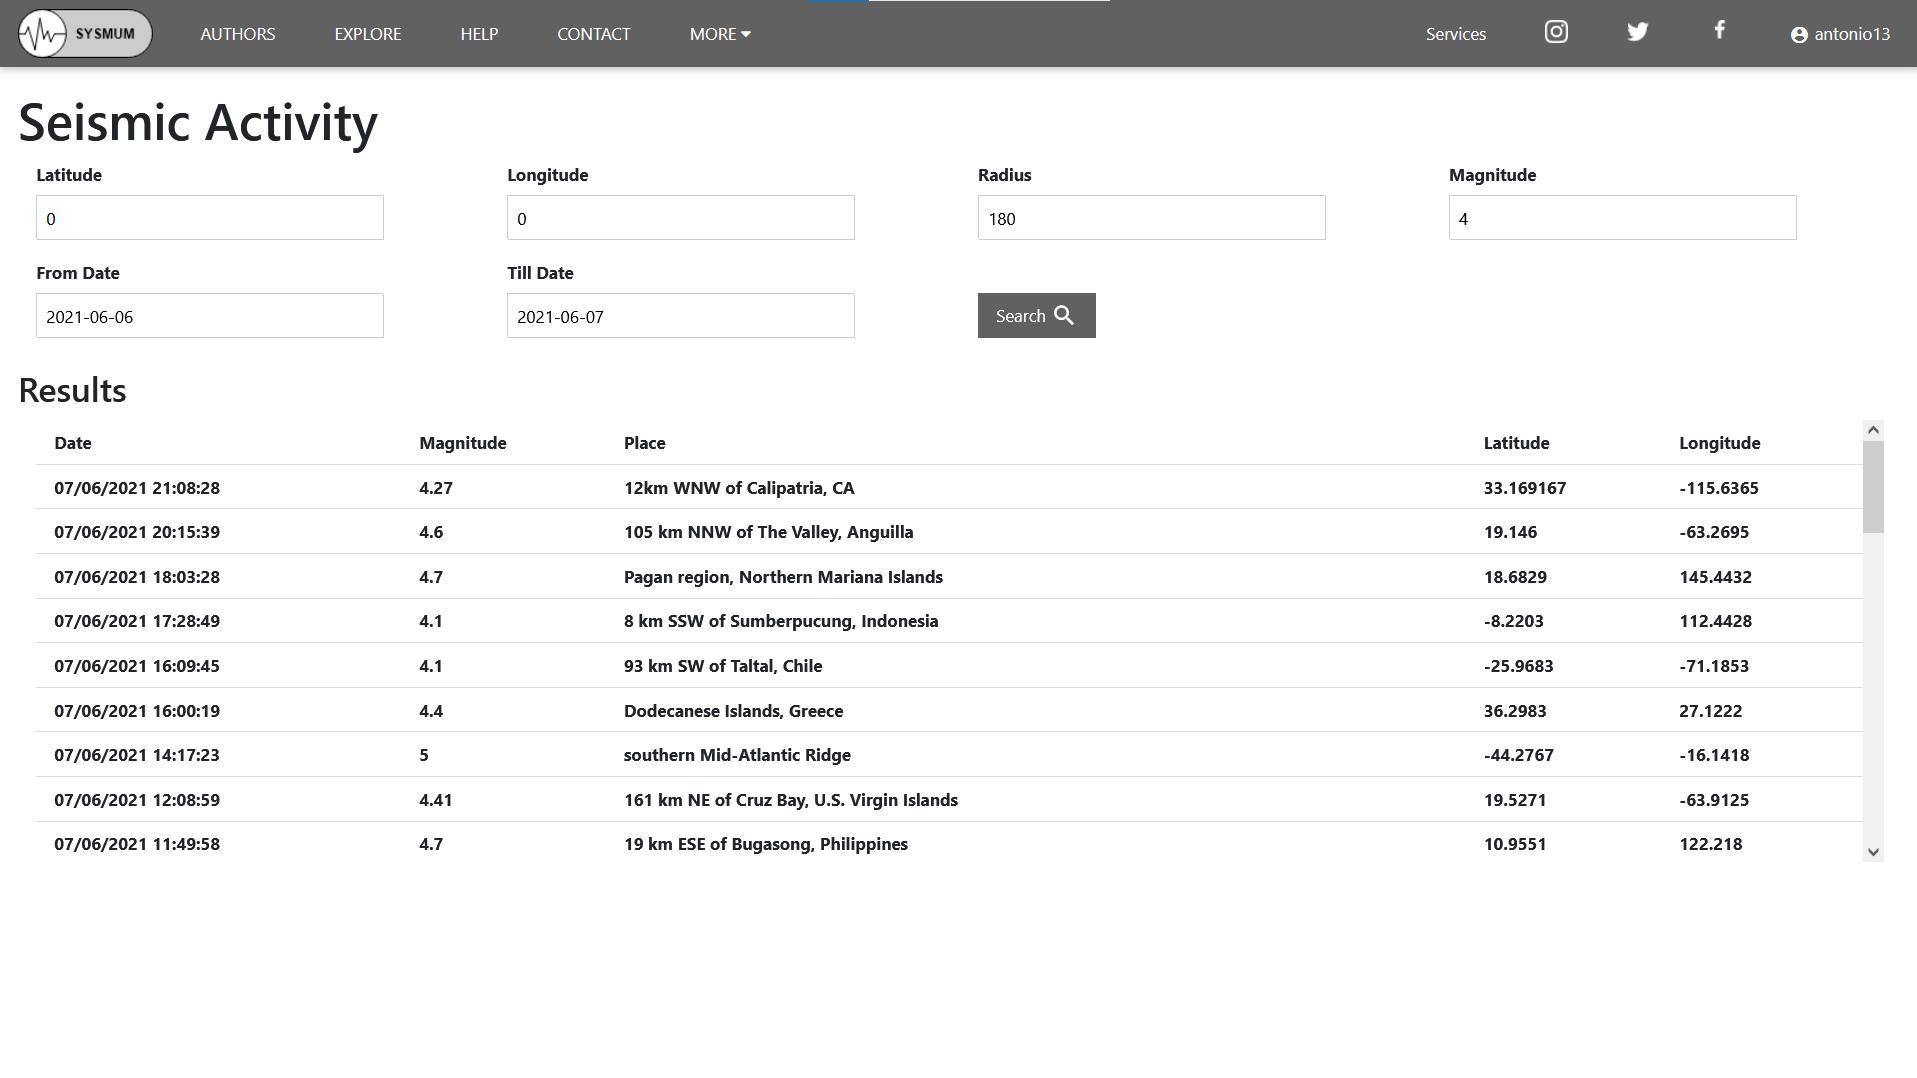 SYSMUM AUTHORS EXPLORE HELP CONTACT MORE Services antonio13
Seismic Activity
Latitude Longitude Radius Magnitude
0 0 180 4
From Date Till Date
2021-06-06 2021-06-07 Search
Results
Date Magnitude Place Latitude Longitude
07/06/2021 21:08:28 4.27 12km WNW of Calipatria, CA 33.169167 -115.6365
07/06/2021 20:15:39 4.6 105 km NNW of The Valley, Anguilla 19.146 -63.2695
07/06/2021 18:03:28 4.7 Pagan region, Northern Mariana Islands 18.6829 145.4432
07/06/2021 17:28:49 4.1 8 km SSW of Sumberpucung, Indonesia -8.2203 112.4428
07/06/2021 16:09:45 4.1 93 km SW of Taltal, Chile -25.9683 -71.1853
07/06/2021 16:00:19 4.4 Dodecanese Islands, Greece 36.2983 27.1222
07/06/2021 14:17:23 5 southern Mid-Atlantic Ridge -44.2767 -16.1418
07/06/2021 12:08:59 4.41 161 km NE of Cruz Bay, U.S. Virgin Islands 19.5271 -63.9125
07/06/2021 11:49:58 4.7 19 km ESE of Bugasong, Philippines 10.9551 122.218